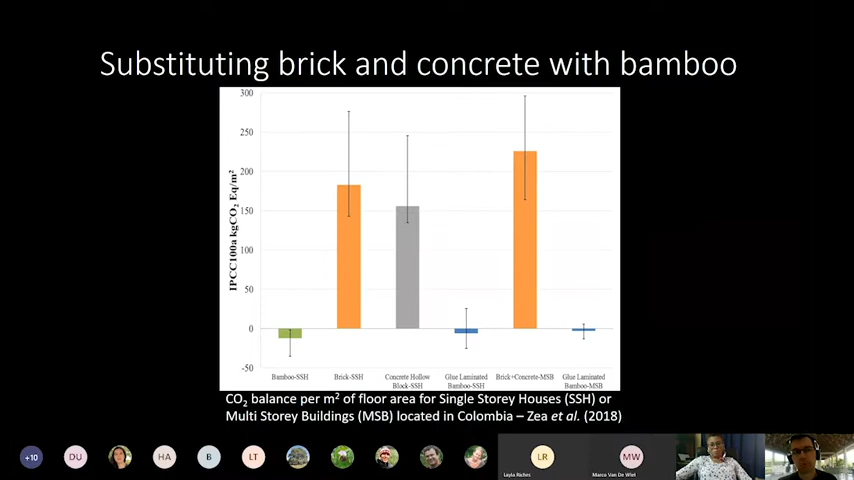 Substituting brick and concrete with bamboo
300
250
200
150
100
50
0
-50
IPCC100a kgCO₂ Eq/m²
Bamboo-SSH
Brick-SSH
Concrete Hollow
Block-SSH
Glue Laminated
Bamboo-SSH
Brick+Concrete-MSB
Glue Laminated
Bamboo-MSB
CO₂ balance per m² of floor area for Single Storey Houses (SSH) or
Multi Storey Buildings (MSB) located in Colombia – Zea et al. (2018)
+10
DU
HA
B
LT
LR
Layla Riches
MW
Marco Van De Wiel